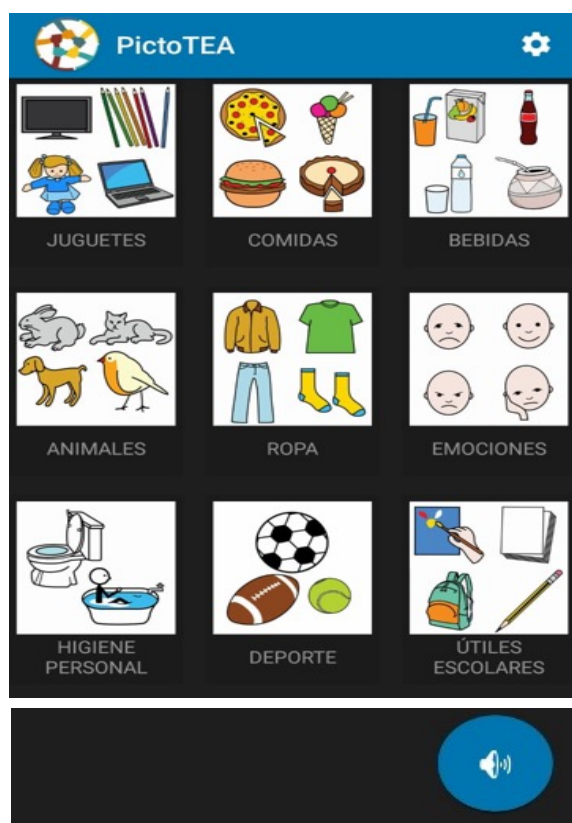 PictoTEA
JUGUETES
COMIDAS
BEBIDAS
ANIMALES
ROPA
EMOCIONES
HIGIENE
PERSONAL
DEPORTE
ÚTILES
ESCOLARES